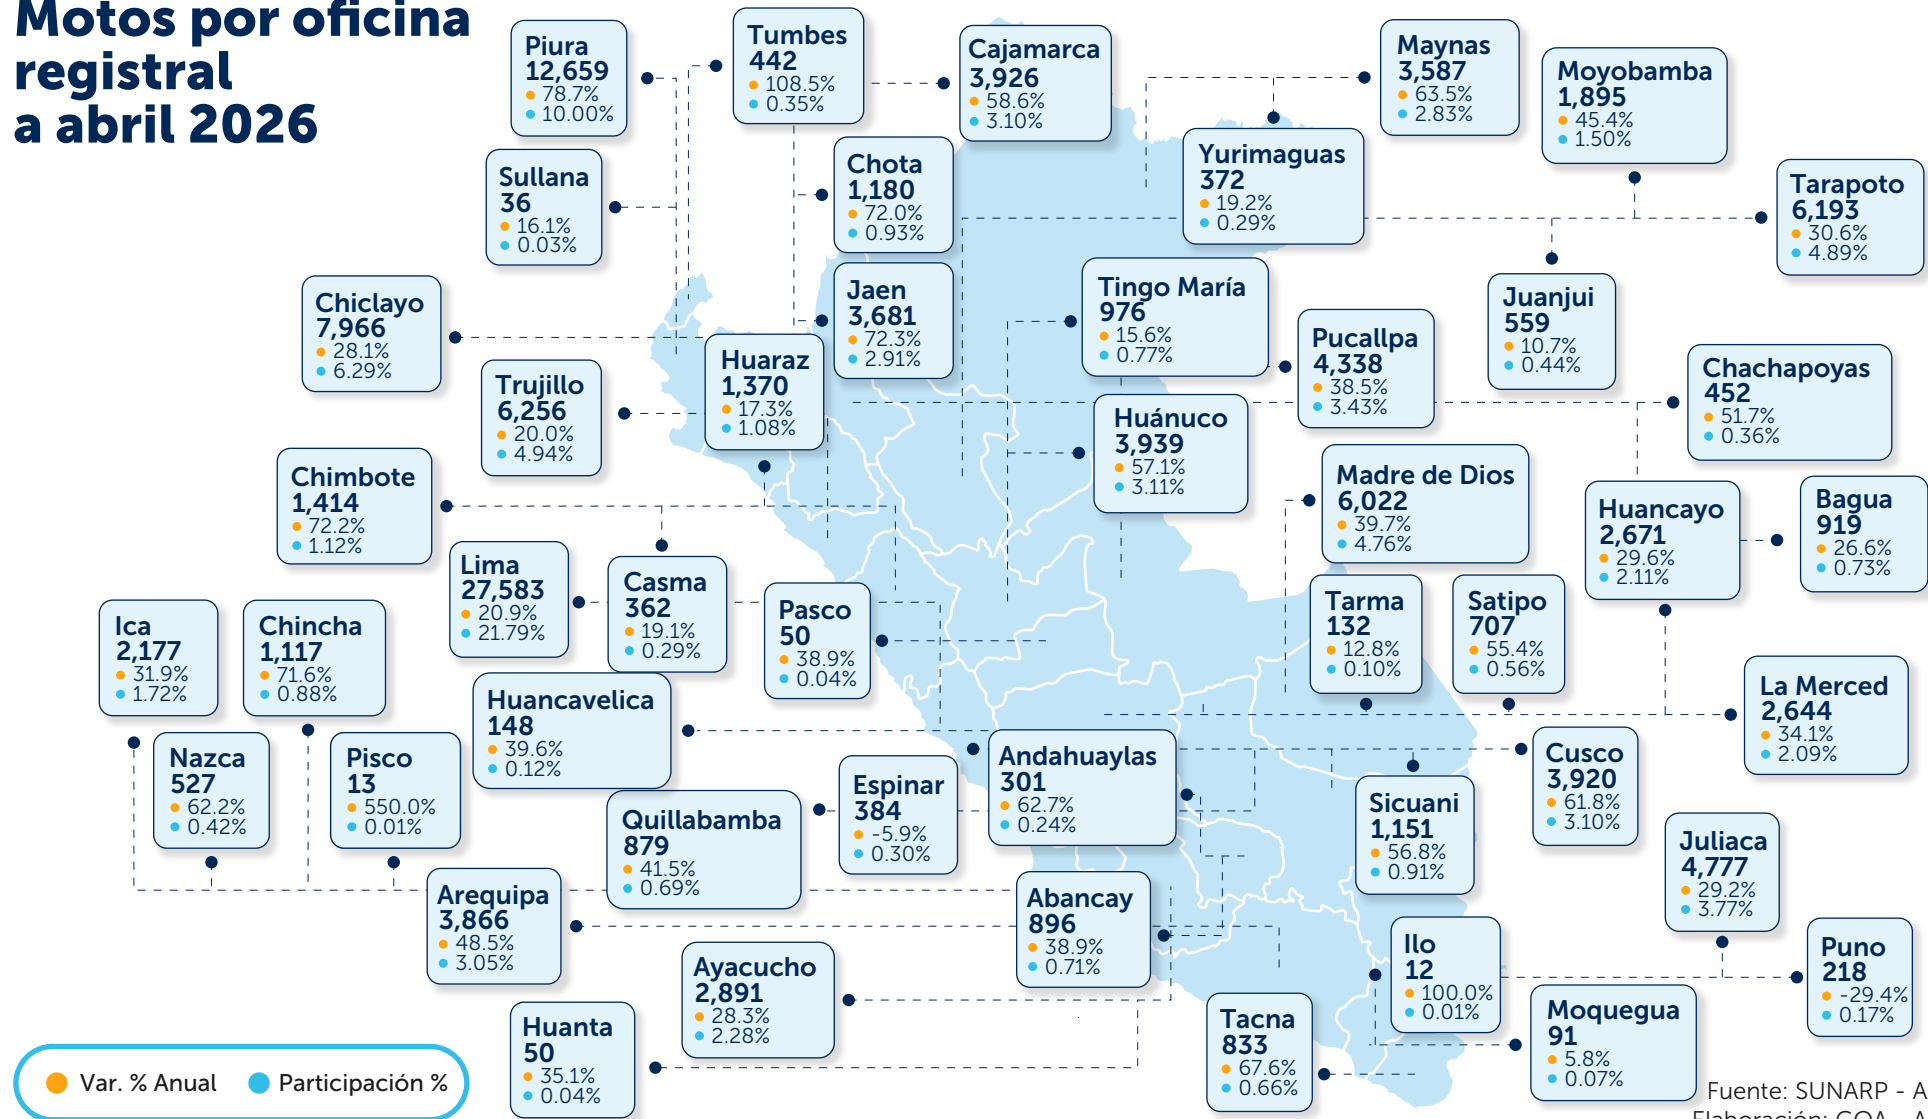 Motos por oficina
registral
a abril 2026
Piura
12,659
78.7%
10.00%
Tumbes
442
108.5%
0.35%
Cajamarca
3,926
58.6%
3.10%
Maynas
3,587
63.5%
2.83%
Moyobamba
1,895
45.4%
1.50%
Sullana
36
16.1%
0.03%
Chota
1,180
72.0%
0.93%
Yurimaguas
372
19.2%
0.29%
Tarapoto
6,193
30.6%
4.89%
Chiclayo
7,966
28.1%
6.29%
Jaen
3,681
72.3%
2.91%
Tingo María
976
15.6%
0.77%
Juanjui
559
10.7%
0.44%
Pucallpa
4,338
38.5%
3.43%
Huaraz
1,370
17.3%
1.08%
Chachapoyas
452
51.7%
0.36%
Trujillo
6,256
20.0%
4.94%
Huánuco
3,939
57.1%
3.11%
Chimbote
1,414
72.2%
1.12%
Madre de Dios
6,022
39.7%
4.76%
Huancayo
2,671
29.6%
2.11%
Bagua
919
26.6%
0.73%
Lima
27,583
20.9%
21.79%
Casma
362
19.1%
0.29%
Pasco
50
38.9%
0.04%
Tarma
132
12.8%
0.10%
Satipo
707
55.4%
0.56%
Ica
2,177
31.9%
1.72%
Chincha
1,117
71.6%
0.88%
Huancavelica
148
39.6%
0.12%
La Merced
2,644
34.1%
2.09%
Nazca
527
62.2%
0.42%
Pisco
13
550.0%
0.01%
Andahuaylas
301
62.7%
0.24%
Cusco
3,920
61.8%
3.10%
Espinar
384
-5.9%
0.30%
Quillabamba
879
41.5%
0.69%
Sicuani
1,151
56.8%
0.91%
Juliaca
4,777
29.2%
3.77%
Arequipa
3,866
48.5%
3.05%
Abancay
896
38.9%
0.71%
Ilo
12
100.0%
0.01%
Puno
218
-29.4%
0.17%
Ayacucho
2,891
28.3%
2.28%
Huanta
50
35.1%
0.04%
Tacna
833
67.6%
0.66%
Moquegua
91
5.8%
0.07%
Var. % Anual
Participación %
Fuente: SUNARP - A